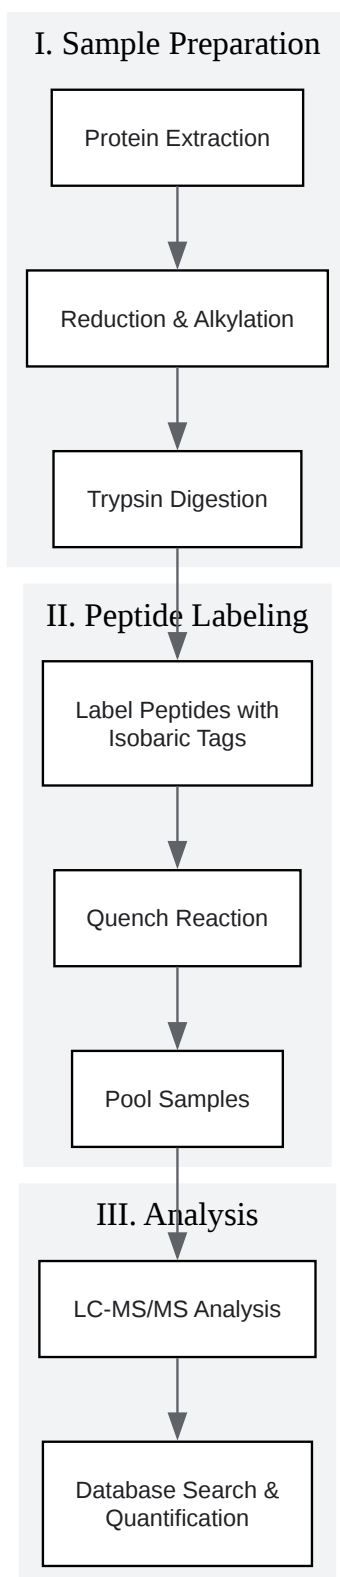 I. Sample Preparation
Protein Extraction
Reduction & Alkylation
Trypsin Digestion
II. Peptide Labeling
Label Peptides with
Isobaric Tags
Quench Reaction
Pool Samples
III. Analysis
LC-MS/MS Analysis
Database Search &
Quantification